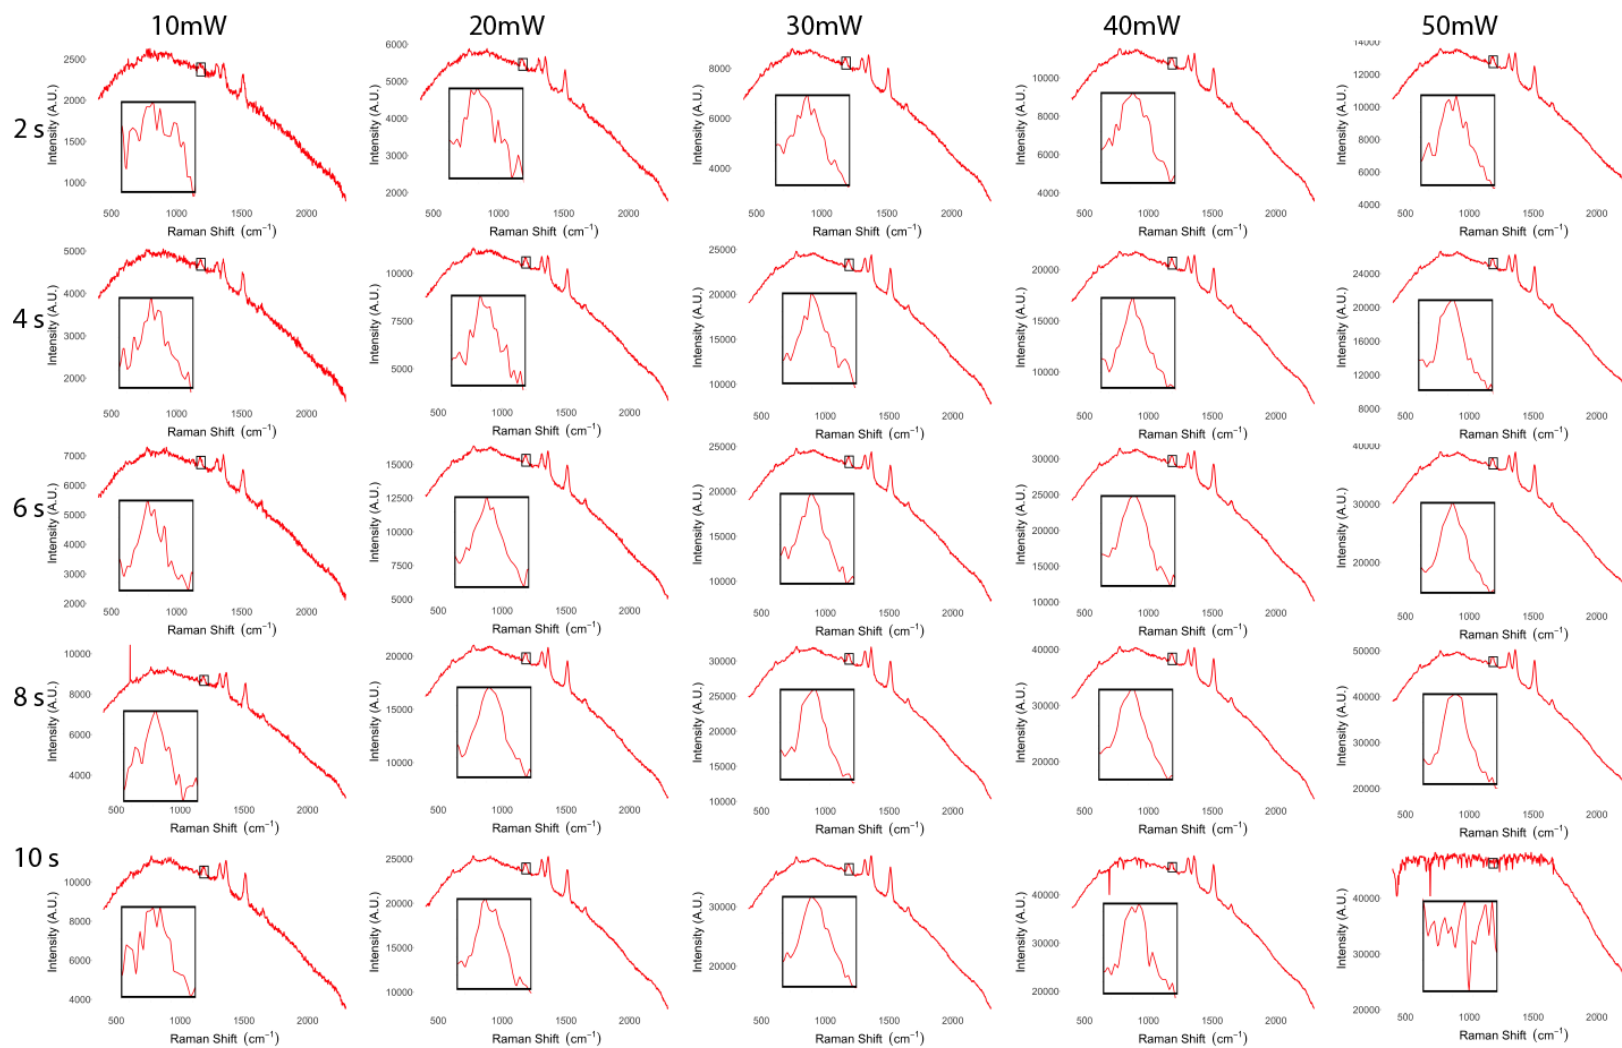 10mW 20mW 30mW 40mW 50mW
2 s
Intensity (A.U.)
2500
2000
1500
1000
500 1000 1500 2000
Raman Shift (cm⁻¹)
Intensity (A.U.)
6000
5000
4000
3000
2000
500 1000 1500 2000
Raman Shift (cm⁻¹)
Intensity (A.U.)
8000
6000
4000
500 1000 1500 2000
Raman Shift (cm⁻¹)
Intensity (A.U.)
10000
8000
6000
4000
500 1000 1500 2000
Raman Shift (cm⁻¹)
Intensity (A.U.)
14000
12000
10000
8000
6000
4000
500 1000 1500 2000
Raman Shift (cm⁻¹)
4 s
Intensity (A.U.)
5000
4000
3000
2000
500 1000 1500 2000
Raman Shift (cm⁻¹)
Intensity (A.U.)
10000
7500
5000
500 1000 1500 2000
Raman Shift (cm⁻¹)
Intensity (A.U.)
25000
20000
15000
10000
500 1000 1500 2000
Raman Shift (cm⁻¹)
Intensity (A.U.)
20000
15000
10000
500 1000 1500 2000
Raman Shift (cm⁻¹)
Intensity (A.U.)
24000
20000
16000
12000
8000
500 1000 1500 2000
Raman Shift (cm⁻¹)
6 s
Intensity (A.U.)
7000
6000
5000
4000
3000
2000
500 1000 1500 2000
Raman Shift (cm⁻¹)
Intensity (A.U.)
15000
12500
10000
7500
5000
500 1000 1500 2000
Raman Shift (cm⁻¹)
Intensity (A.U.)
25000
20000
15000
10000
500 1000 1500 2000
Raman Shift (cm⁻¹)
Intensity (A.U.)
30000
25000
20000
15000
10000
500 1000 1500 2000
Raman Shift (cm⁻¹)
Intensity (A.U.)
40000
30000
20000
500 1000 1500 2000
Raman Shift (cm⁻¹)
8 s
Intensity (A.U.)
10000
8000
6000
4000
500 1000 1500 2000
Raman Shift (cm⁻¹)
Intensity (A.U.)
20000
15000
10000
500 1000 1500 2000
Raman Shift (cm⁻¹)
Intensity (A.U.)
30000
25000
20000
15000
10000
500 1000 1500 2000
Raman Shift (cm⁻¹)
Intensity (A.U.)
40000
30000
20000
500 1000 1500 2000
Raman Shift (cm⁻¹)
Intensity (A.U.)
50000
40000
30000
20000
500 1000 1500 2000
Raman Shift (cm⁻¹)
10 s
Intensity (A.U.)
10000
8000
6000
4000
500 1000 1500 2000
Raman Shift (cm⁻¹)
Intensity (A.U.)
25000
20000
15000
10000
500 1000 1500 2000
Raman Shift (cm⁻¹)
Intensity (A.U.)
30000
20000
500 1000 1500 2000
Raman Shift (cm⁻¹)
Intensity (A.U.)
40000
30000
20000
500 1000 1500 2000
Raman Shift (cm⁻¹)
Intensity (A.U.)
40000
30000
20000
500 1000 1500 2000
Raman Shift (cm⁻¹)